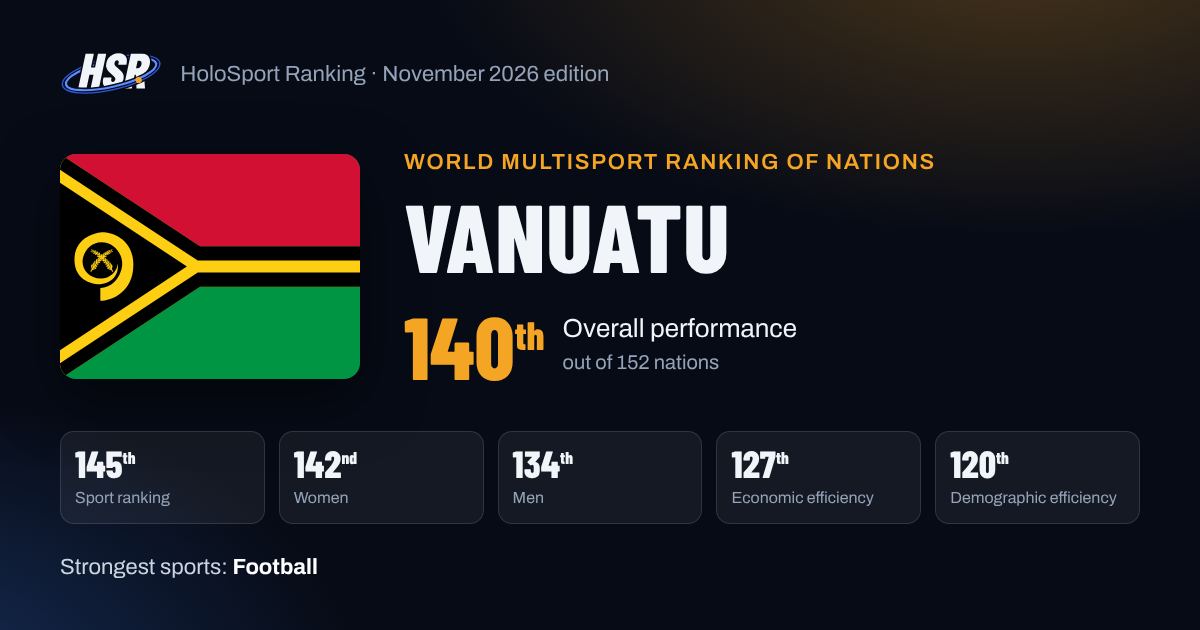 HSR HoloSport Ranking · November 2026 edition
WORLD MULTISPORT RANKING OF NATIONS
VANUATU
140th Overall performance
out of 152 nations
145th
Sport ranking
142nd
Women
134th
Men
127th
Economic efficiency
120th
Demographic efficiency
Strongest sports: Football